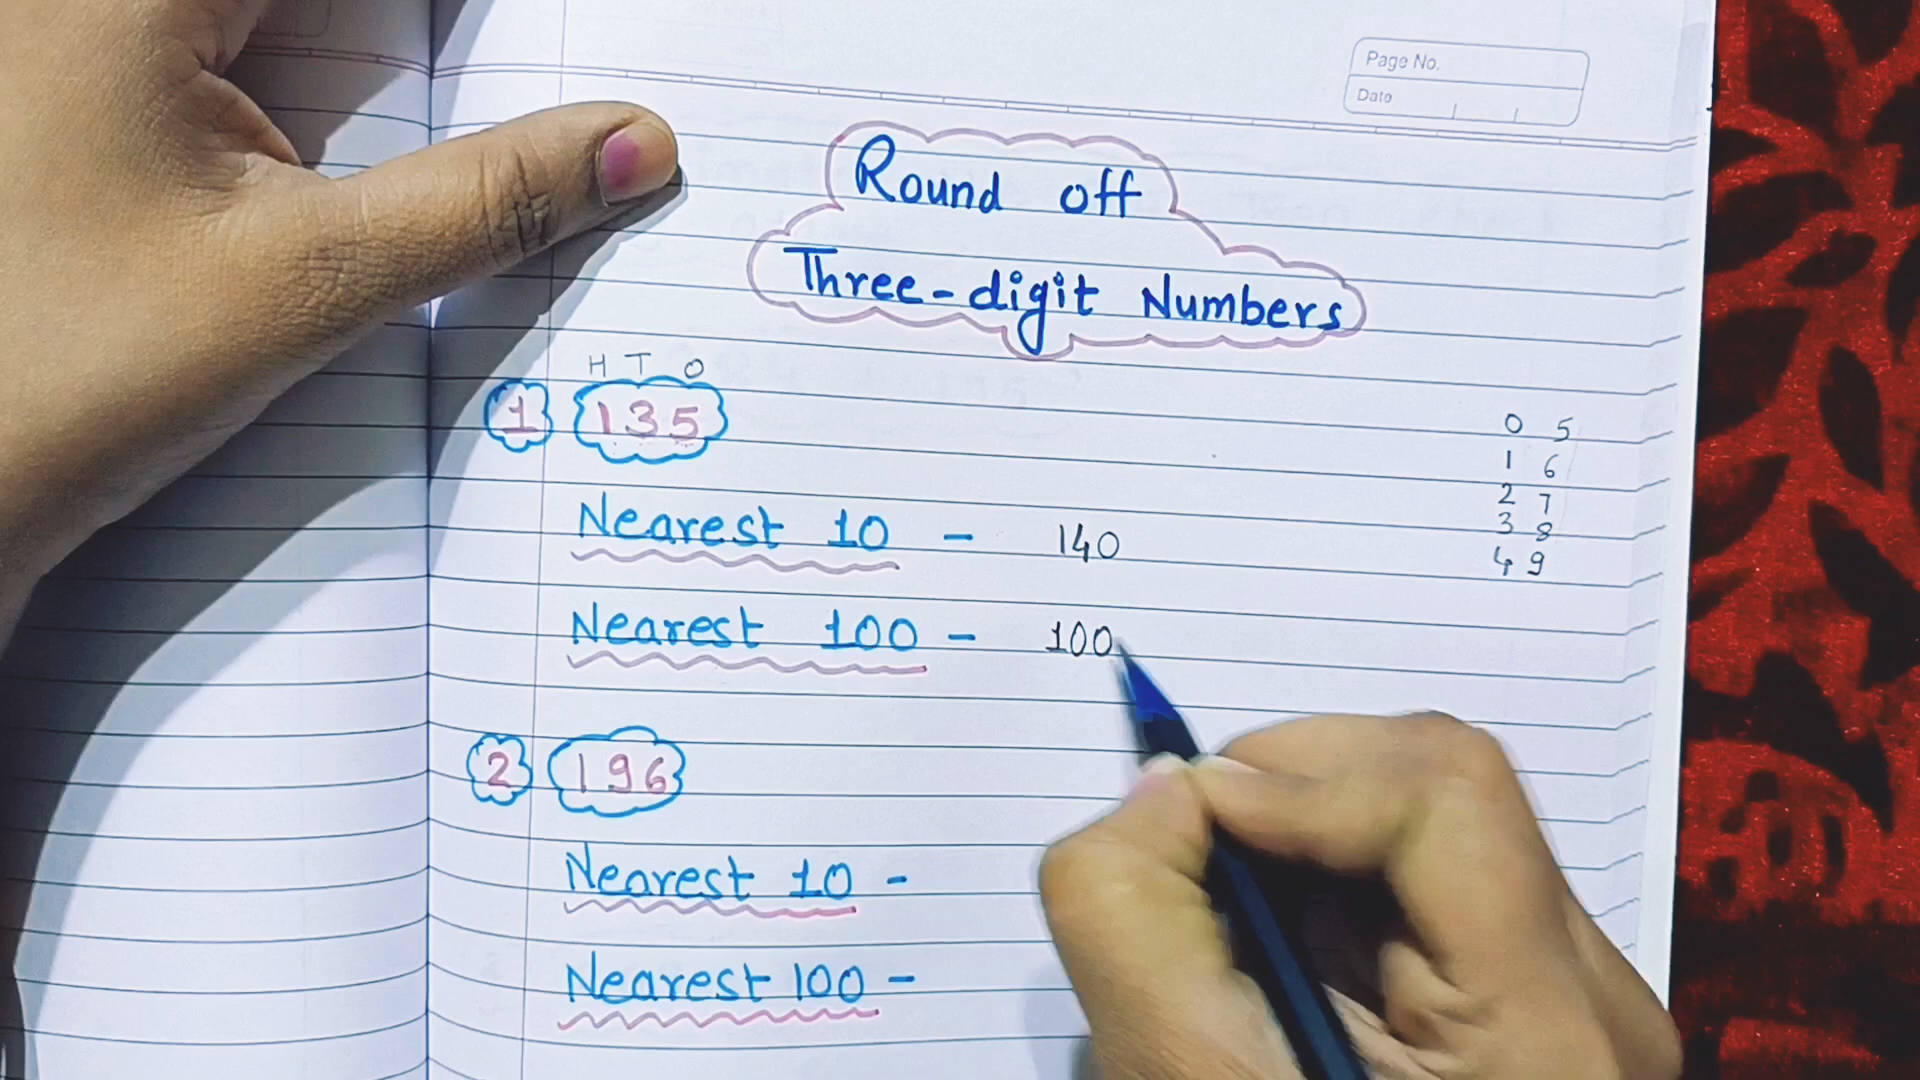 Page No.
Date
Round off
Three-digit Numbers
H T O
1 135
0 5
1 6
2 7
3 8
4 9
Nearest 10 - 140
Nearest 100 - 100
2 196
Nearest 10 -
Nearest 100 -